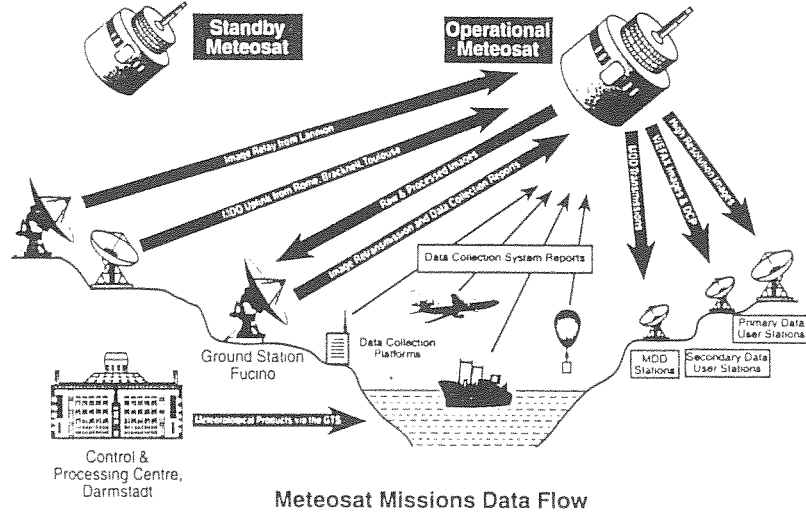 Standby
Meteosat
Operational
Meteosat
Image Relay from Lannion
MDD Uplink from Rome, Bracknell, Toulouse
Raw & Processed Images
Image Retransmission and Data Collection Reports
MDD Transmissions
WEFAX Images & DCP
High Resolution Images
Data Collection System Reports
Ground Station
Fucino
Data Collection
Platforms
MDD
Stations
Secondary Data
User Stations
Primary Data
User Stations
Meteorological Products via the GTS
Control &
Processing Centre,
Darmstadt
Meteosat Missions Data Flow